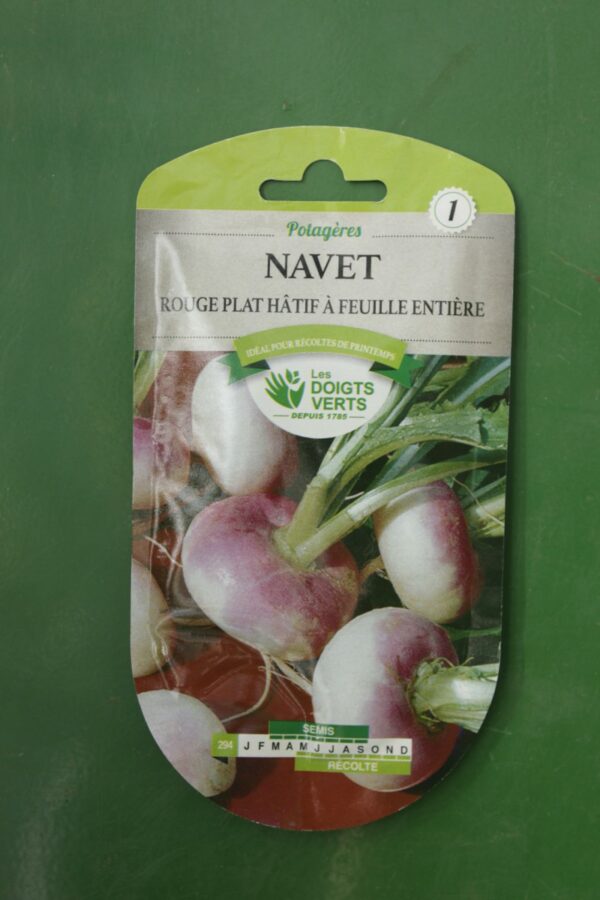 1
Potagères
NAVET
ROUGE PLAT HÂTIF À FEUILLE ENTIÈRE
IDÉAL POUR RÉCOLTES DE PRINTEMPS
Les
DOIGTS
VERTS
DEPUIS 1785
SEMIS
294 J F M A M J J A S O N D
RÉCOLTE